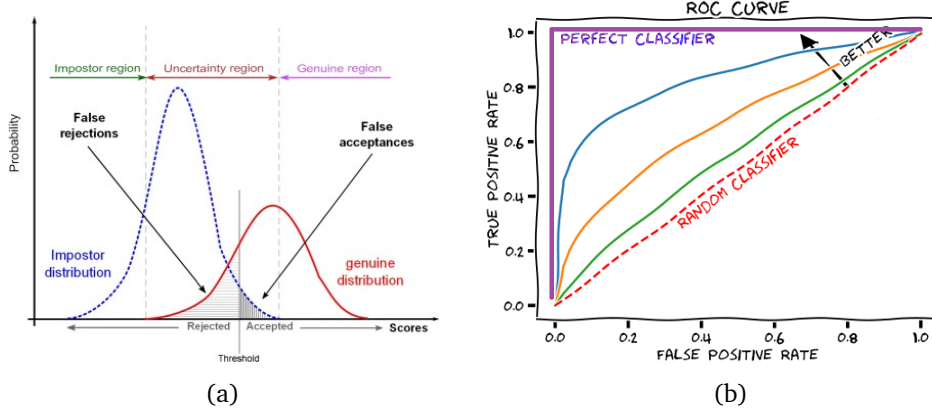 Impostor region
Uncertainty region
Genuine region
Probability
False
rejections
False
acceptances
Impostor
distribution
genuine
distribution
Rejected
Accepted
Scores
Threshold
(a)
ROC CURVE
1.0
0.8
0.6
0.4
0.2
0.0
TRUE POSITIVE RATE
PERFECT CLASSIFIER
BETTER
RANDOM CLASSIFIER
0.0
0.2
0.4
0.6
0.8
1.0
FALSE POSITIVE RATE
(b)